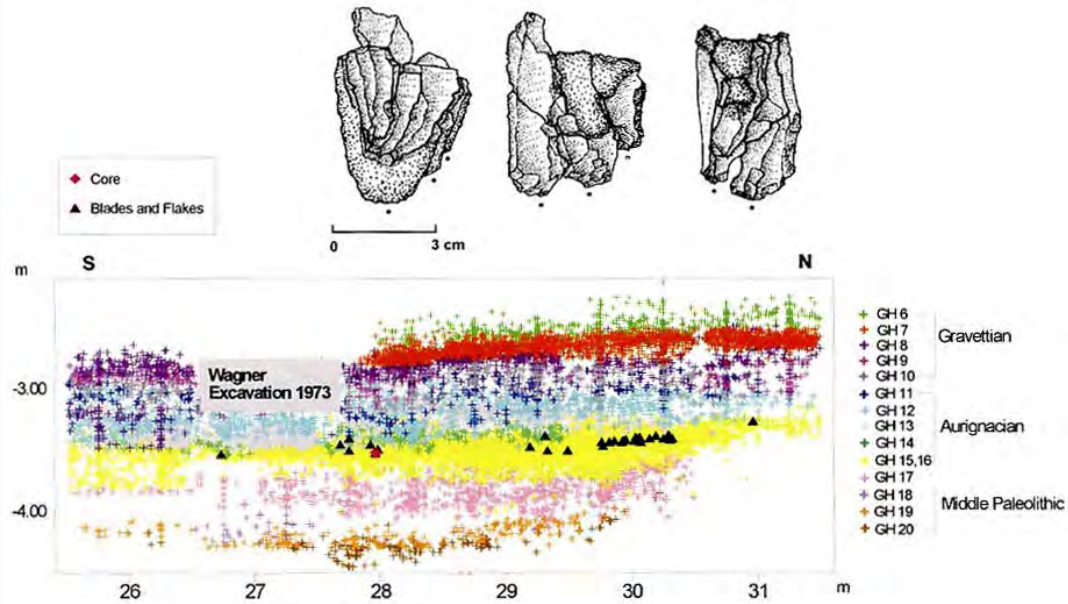 Core
Blades and Flakes
0 3 cm
m
S
N
Wagner
Excavation 1973
-3.00
-4.00
26 27 28 29 30 31 m
GH 6
GH 7
GH 8
GH 9
GH 10
GH 11
GH 12
GH 13
GH 14
GH 15,16
GH 17
GH 18
GH 19
GH 20
Gravettian
Aurignacian
Middle Paleolithic